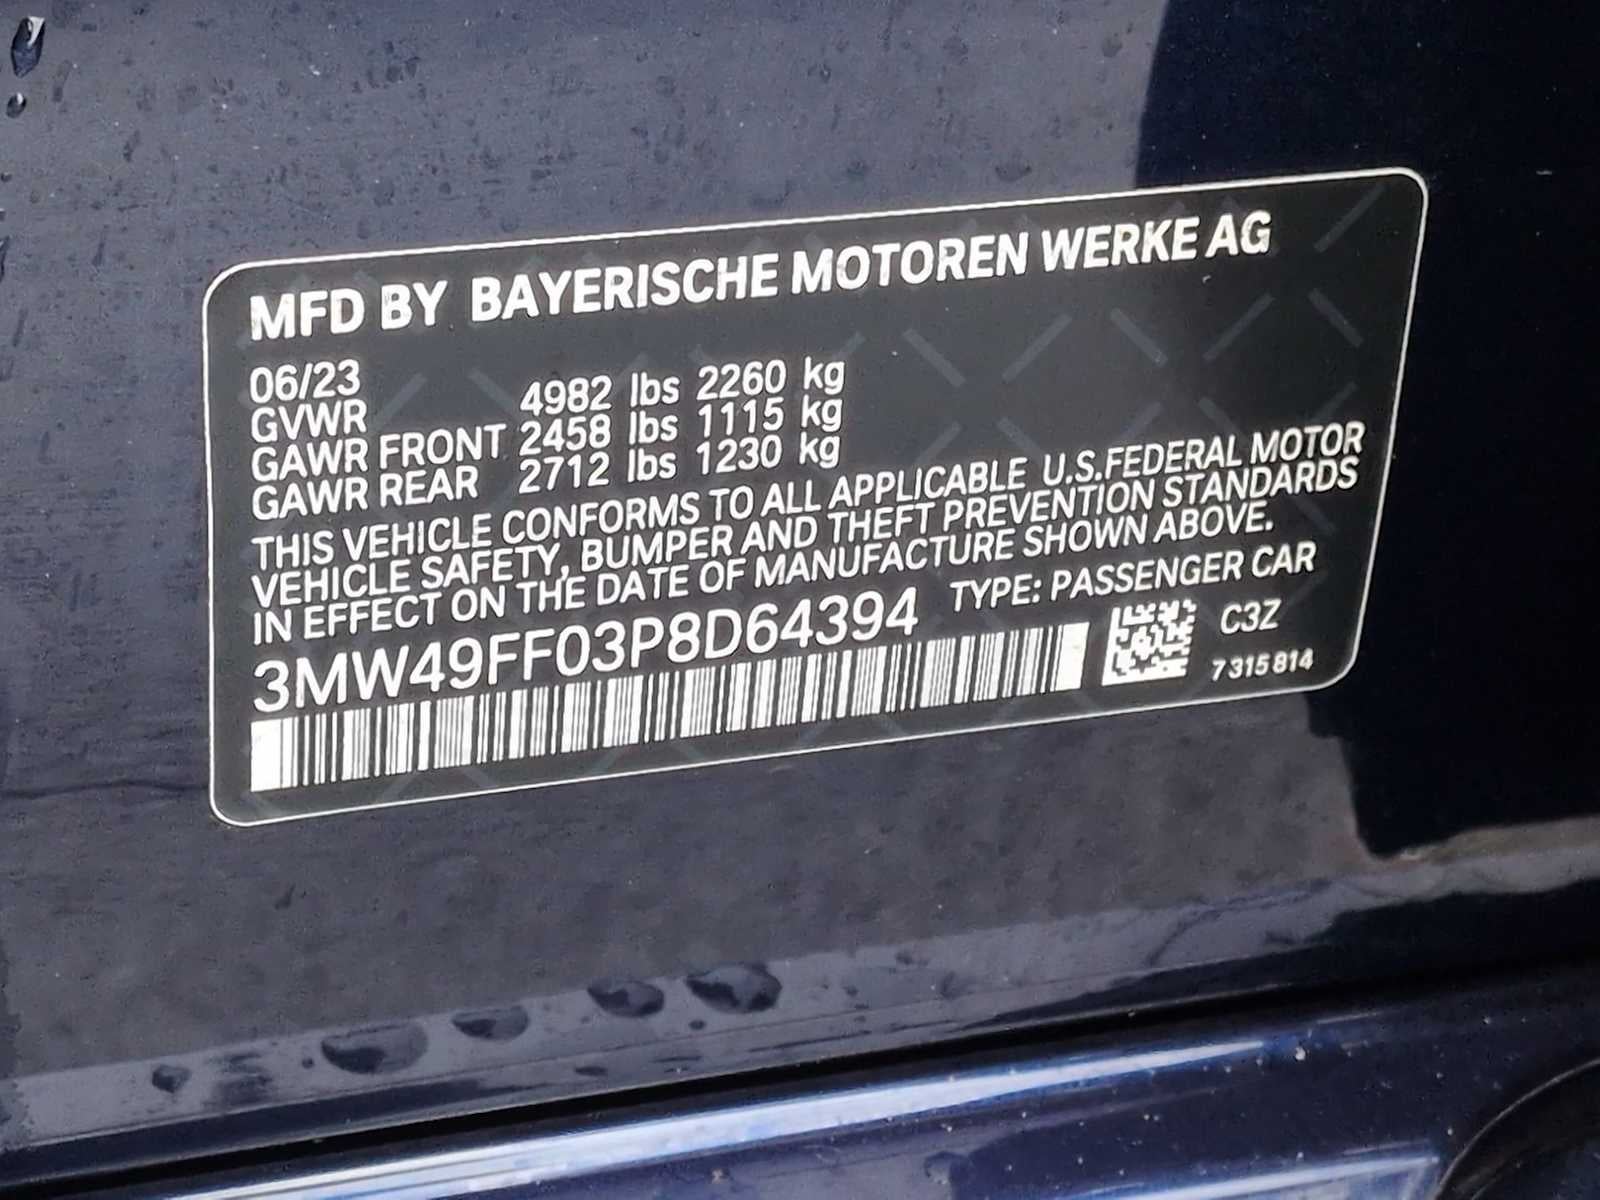 MFD BY BAYERISCHE MOTOREN WERKE AG
06/23
GVWR 4982 lbs 2260 kg
GAWR FRONT 2458 lbs 1115 kg
GAWR REAR 2712 lbs 1230 kg
THIS VEHICLE CONFORMS TO ALL APPLICABLE U.S.FEDERAL MOTOR
VEHICLE SAFETY, BUMPER AND THEFT PREVENTION STANDARDS
IN EFFECT ON THE DATE OF MANUFACTURE SHOWN ABOVE.
3MW49FF03P8D64394 TYPE: PASSENGER CAR
C3Z
7315814